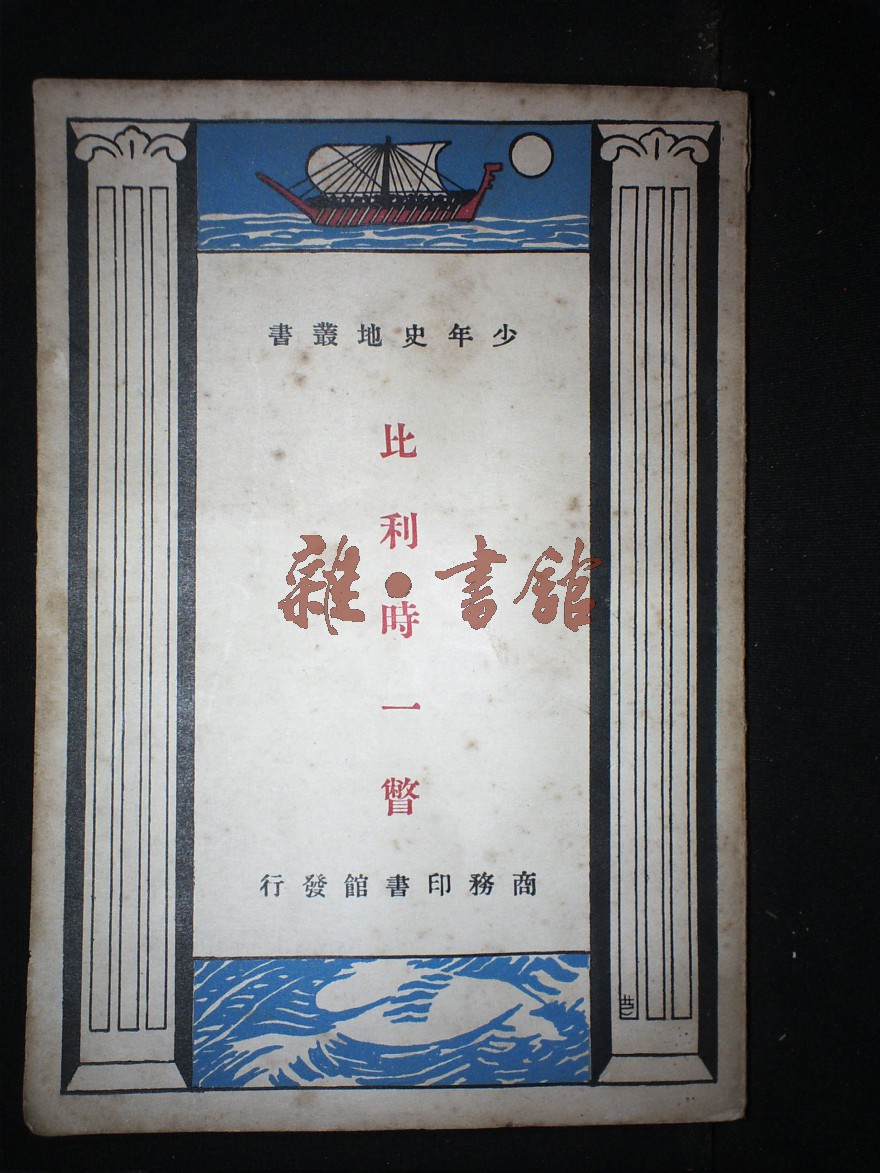 少年史地叢書
比利時一瞥
雜·書館
商務印書館發行